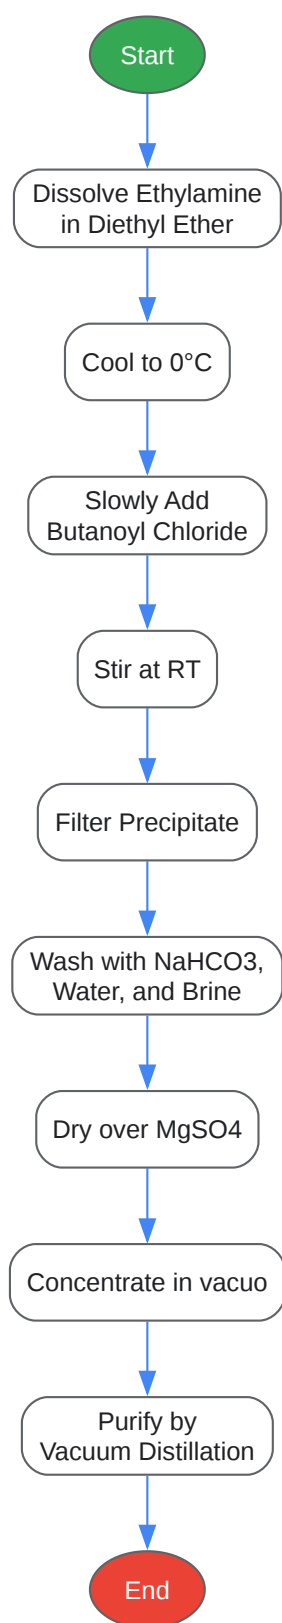 Start
Dissolve Ethylamine
in Diethyl Ether
Cool to 0°C
Slowly Add
Butanoyl Chloride
Stir at RT
Filter Precipitate
Wash with NaHCO3,
Water, and Brine
Dry over MgSO4
Concentrate in vacuo
Purify by
Vacuum Distillation
End